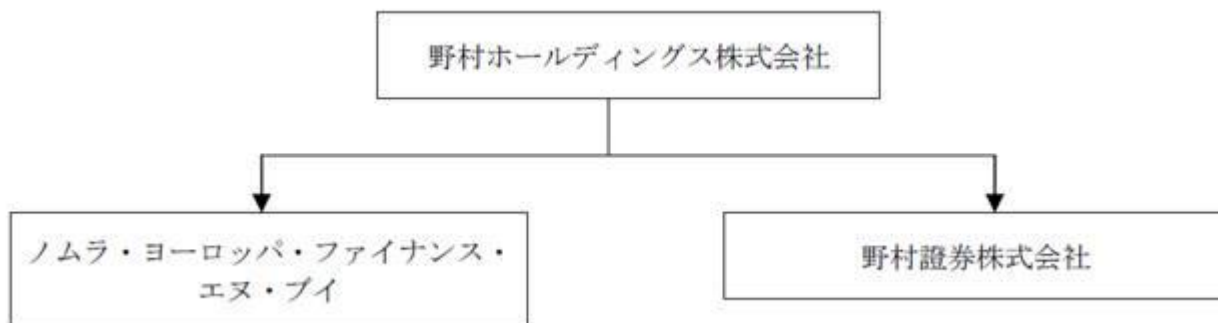 野村ホールディングス株式会社
ノムラ・ヨーロッパ・ファイナンス・
エヌ・ブイ
野村證券株式会社